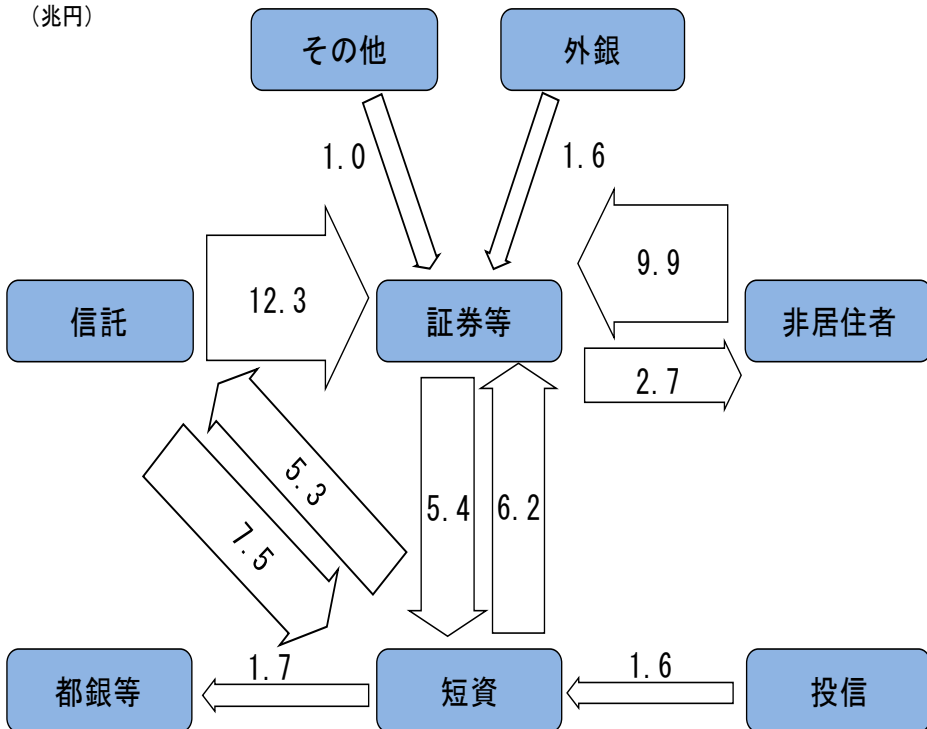 (兆円)
その他
外銀
1.0
1.6
信託
12.3
証券等
9.9
非居住者
2.7
5.3
7.5
5.4
6.2
都銀等
1.7
短資
1.6
投信